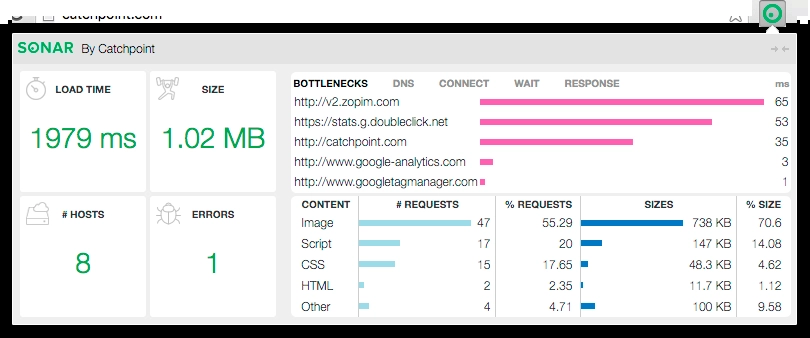 catchpoint.com
SONAR By Catchpoint
LOAD TIME
1979 ms
SIZE
1.02 MB
# HOSTS
8
ERRORS
1
BOTTLENECKS DNS CONNECT WAIT RESPONSE ms
http://v2.zopim.com 65
https://stats.g.doubleclick.net 53
http://catchpoint.com 35
http://www.google-analytics.com 3
http://www.googletagmanager.com 1
CONTENT # REQUESTS % REQUESTS SIZES % SIZE
Image 47 55.29 738 KB 70.6
Script 17 20 147 KB 14.08
CSS 15 17.65 48.3 KB 4.62
HTML 2 2.35 11.7 KB 1.12
Other 4 4.71 100 KB 9.58